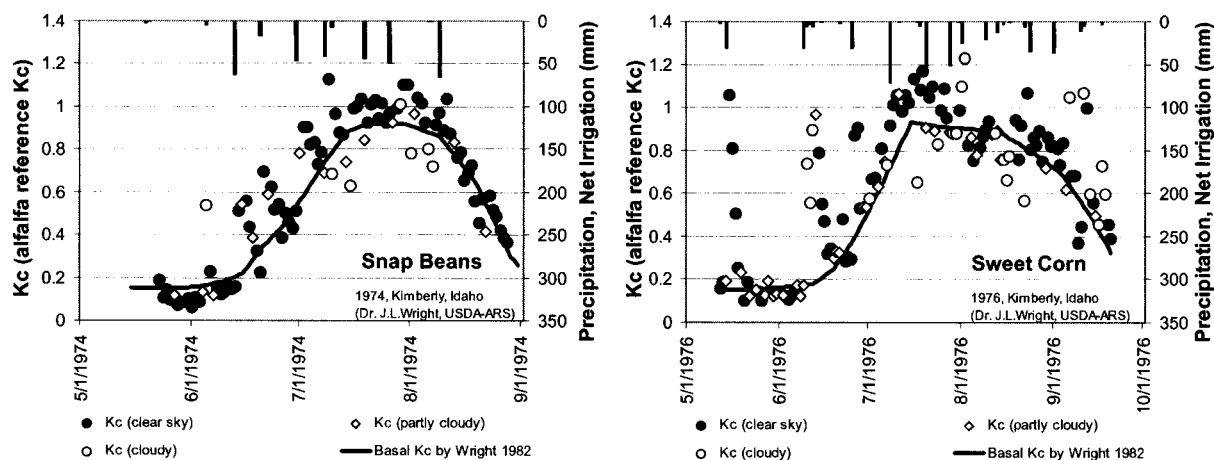 1.4
1.2
1
0.8
0.6
0.4
0.2
0
Kc (alfalfa reference Kc)
0
50
100
150
200
250
300
350
Precipitation, Net Irrigation (mm)
Snap Beans
1974, Kimberly, Idaho
(Dr. J.L.Wright, USDA-ARS)
5/1/1974
6/1/1974
7/1/1974
8/1/1974
9/1/1974
Kc (clear sky)
Kc (partly cloudy)
Kc (cloudy)
Basal Kc by Wright 1982
1.4
1.2
1
0.8
0.6
0.4
0.2
0
Kc (alfalfa reference Kc)
0
50
100
150
200
250
300
350
Precipitation, Net Irrigation (mm)
Sweet Corn
1976, Kimberly, Idaho
(Dr. J.L.Wright, USDA-ARS)
5/1/1976
6/1/1976
7/1/1976
8/1/1976
9/1/1976
10/1/1976
Kc (clear sky)
Kc (partly cloudy)
Kc (cloudy)
Basal Kc by Wright 1982